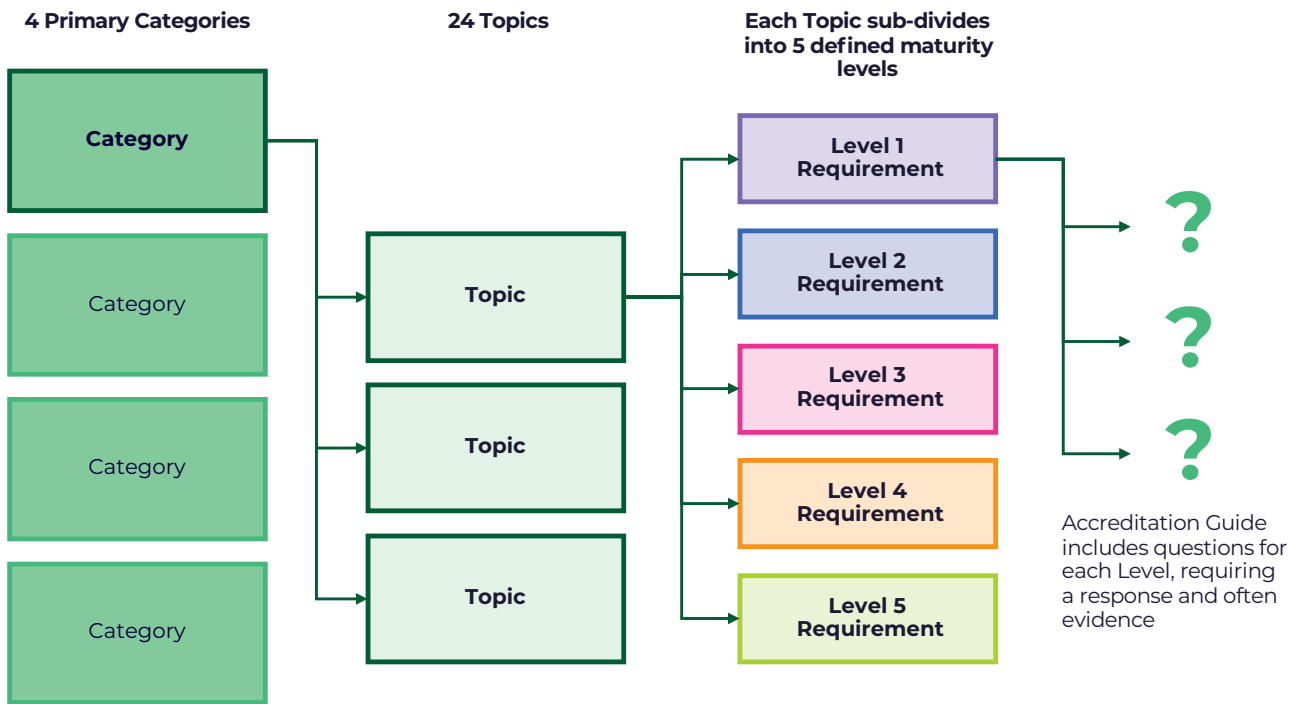 4 Primary Categories
24 Topics
Each Topic sub-divides
into 5 defined maturity
levels
Category
Category
Category
Category
Topic
Topic
Topic
Level 1
Requirement
Level 2
Requirement
Level 3
Requirement
Level 4
Requirement
Level 5
Requirement
?
?
?
Accreditation Guide
includes questions for
each Level, requiring
a response and often
evidence